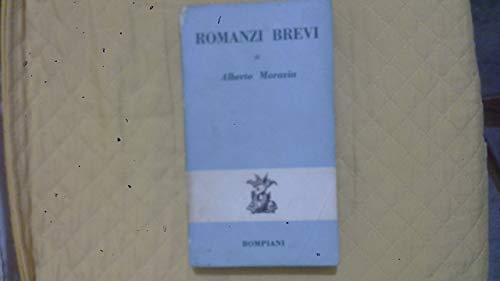 ROMANZI BREVI
di
Alberto Moravia
BOMPIANI